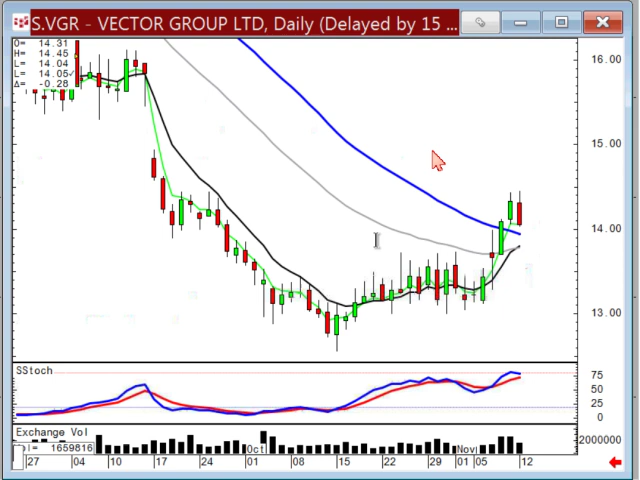 S.VGR - VECTOR GROUP LTD, Daily (Delayed by 15 ...
O= 14.31
H= 14.45
L= 14.04
L= 14.05
Δ= -0.28
16.00
15.00
14.00
13.00
SStoch
75
50
25
0
Exchange Vol
Vol= 1659816
2000000
27 04 10 17 24 Oct 01 08 15 22 29 Nov 01 05 12